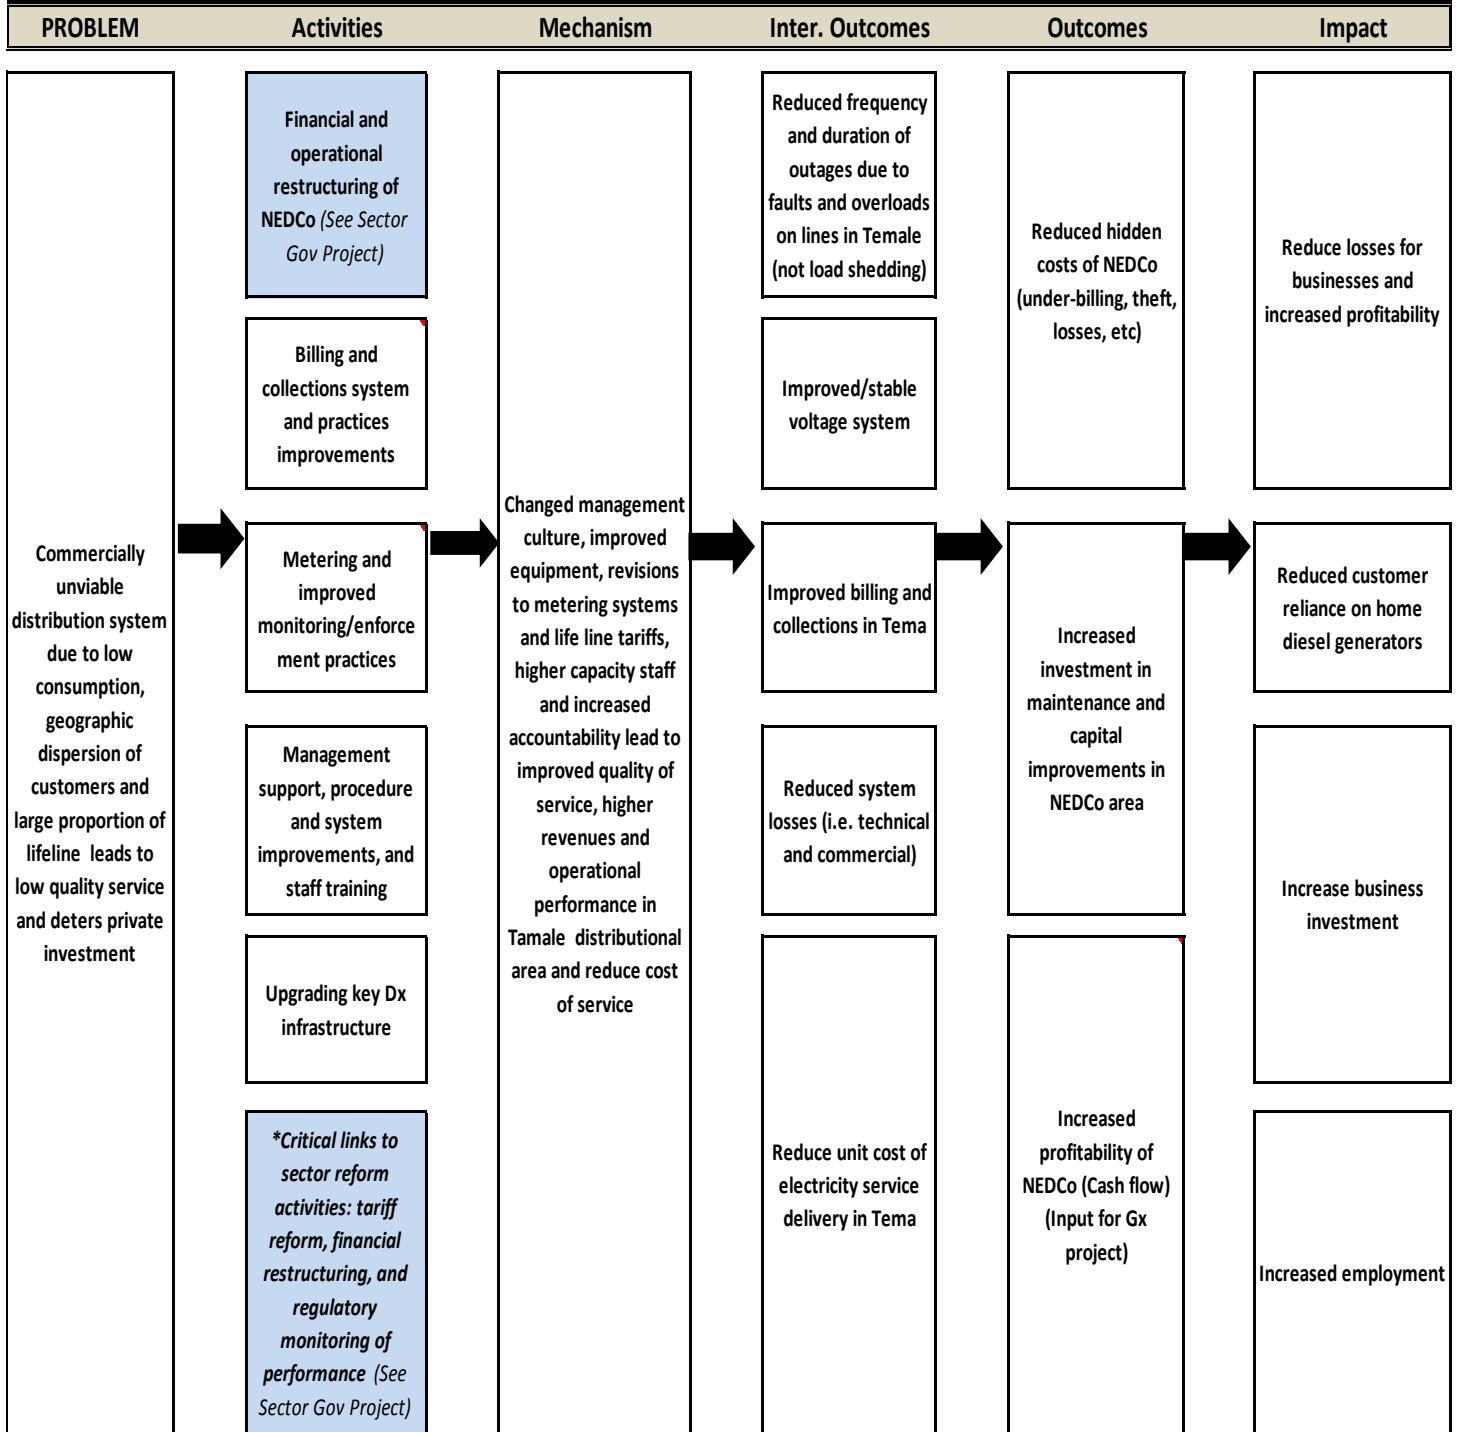 PROBLEM
Activities
Mechanism
Inter. Outcomes
Outcomes
Impact
Commercially
unviable
distribution system
due to low
consumption,
geographic
dispersion of
customers and
large proportion of
lifeline leads to
low quality service
and deters private
investment
Financial and
operational
restructuring of
NEDCo (See Sector
Gov Project)
Billing and
collections system
and practices
improvements
Metering and
improved
monitoring/enforce
ment practices
Management
support, procedure
and system
improvements, and
staff training
Upgrading key Dx
infrastructure
*Critical links to
sector reform
activities: tariff
reform, financial
restructuring, and
regulatory
monitoring of
performance (See
Sector Gov Project)
Changed management
culture, improved
equipment, revisions
to metering systems
and life line tariffs,
higher capacity staff
and increased
accountability lead to
improved quality of
service, higher
revenues and
operational
performance in
Tamale distributional
area and reduce cost
of service
Reduced frequency
and duration of
outages due to
faults and overloads
on lines in Temale
(not load shedding)
Improved/stable
voltage system
Improved billing and
collections in Tema
Reduced system
losses (i.e. technical
and commercial)
Reduce unit cost of
electricity service
delivery in Tema
Reduced hidden
costs of NEDCo
(under-billing, theft,
losses, etc)
Increased
investment in
maintenance and
capital
improvements in
NEDCo area
Increased
profitability of
NEDCo (Cash flow)
(Input for Gx
project)
Reduce losses for
businesses and
increased profitability
Reduced customer
reliance on home
diesel generators
Increase business
investment
Increased employment